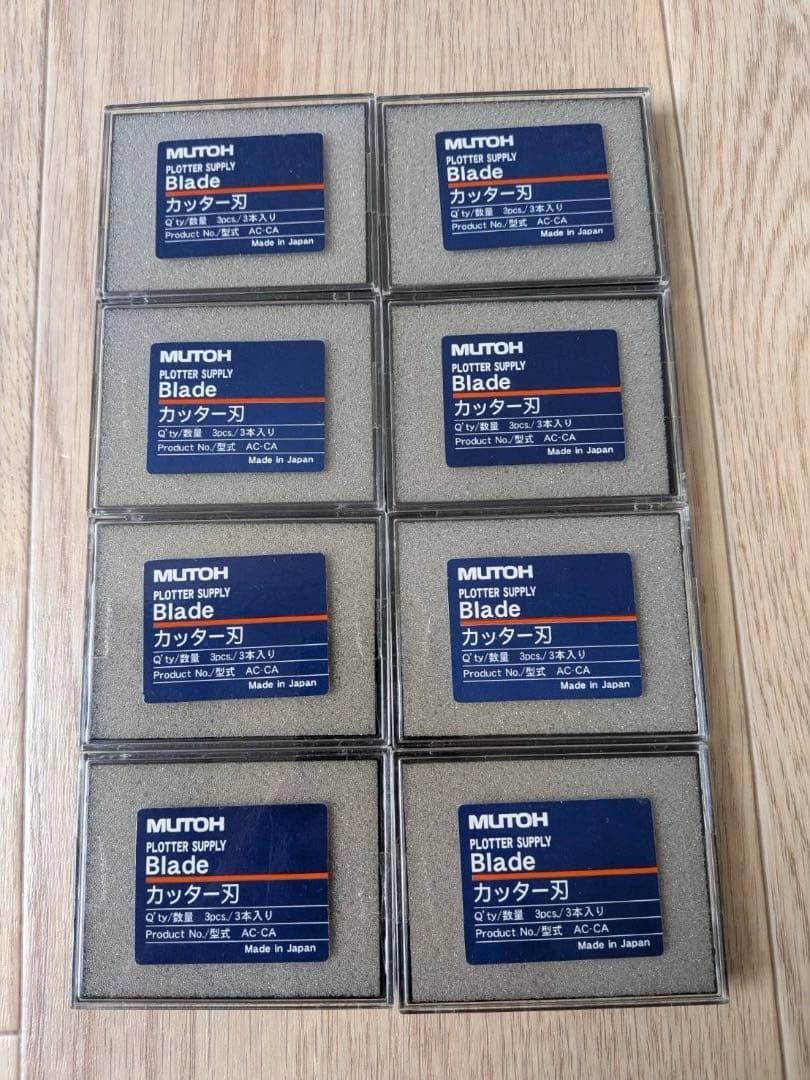 MUTOH
PLOTTER SUPPLY
Blade
カッター刃
Q'ty/数量 3pcs./3本入り
Product No./型式 AC-CA
Made in Japan
MUTOH
PLOTTER SUPPLY
Blade
カッター刃
Q'ty/数量 3pcs./3本入り
Product No./型式 AC-CA
Made in Japan
MUTOH
PLOTTER SUPPLY
Blade
カッター刃
Q'ty/数量 3pcs./3本入り
Product No./型式 AC-CA
Made in Japan
MUTOH
PLOTTER SUPPLY
Blade
カッター刃
Q'ty/数量 3pcs./3本入り
Product No./型式 AC-CA
Made in Japan
MUTOH
PLOTTER SUPPLY
Blade
カッター刃
Q'ty/数量 3pcs./3本入り
Product No./型式 AC-CA
Made in Japan
MUTOH
PLOTTER SUPPLY
Blade
カッター刃
Q'ty/数量 3pcs./3本入り
Product No./型式 AC-CA
Made in Japan
MUTOH
PLOTTER SUPPLY
Blade
カッター刃
Q'ty/数量 3pcs./3本入り
Product No./型式 AC-CA
Made in Japan
MUTOH
PLOTTER SUPPLY
Blade
カッター刃
Q'ty/数量 3pcs./3本入り
Product No./型式 AC-CA
Made in Japan